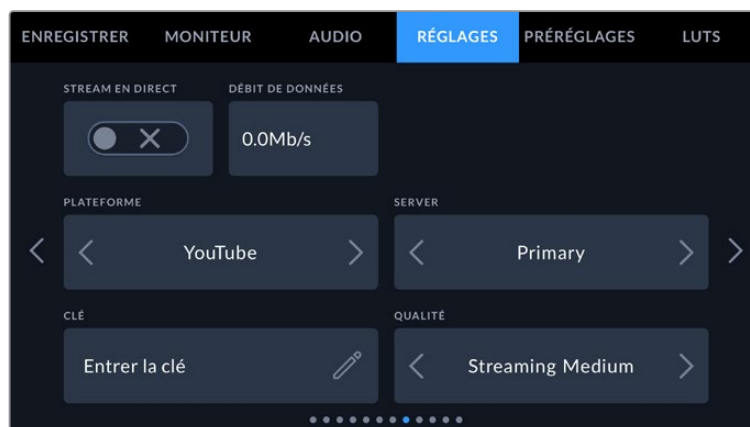 ENREGISTRER MONITEUR AUDIO RÉGLAGES PRÉRÉGLAGES LUTS
STREAM EN DIRECT DÉBIT DE DONNÉES
0.0Mb/s
PLATEFORME SERVER
YouTube Primary
CLÉ QUALITÉ
Entrer la clé Streaming Medium